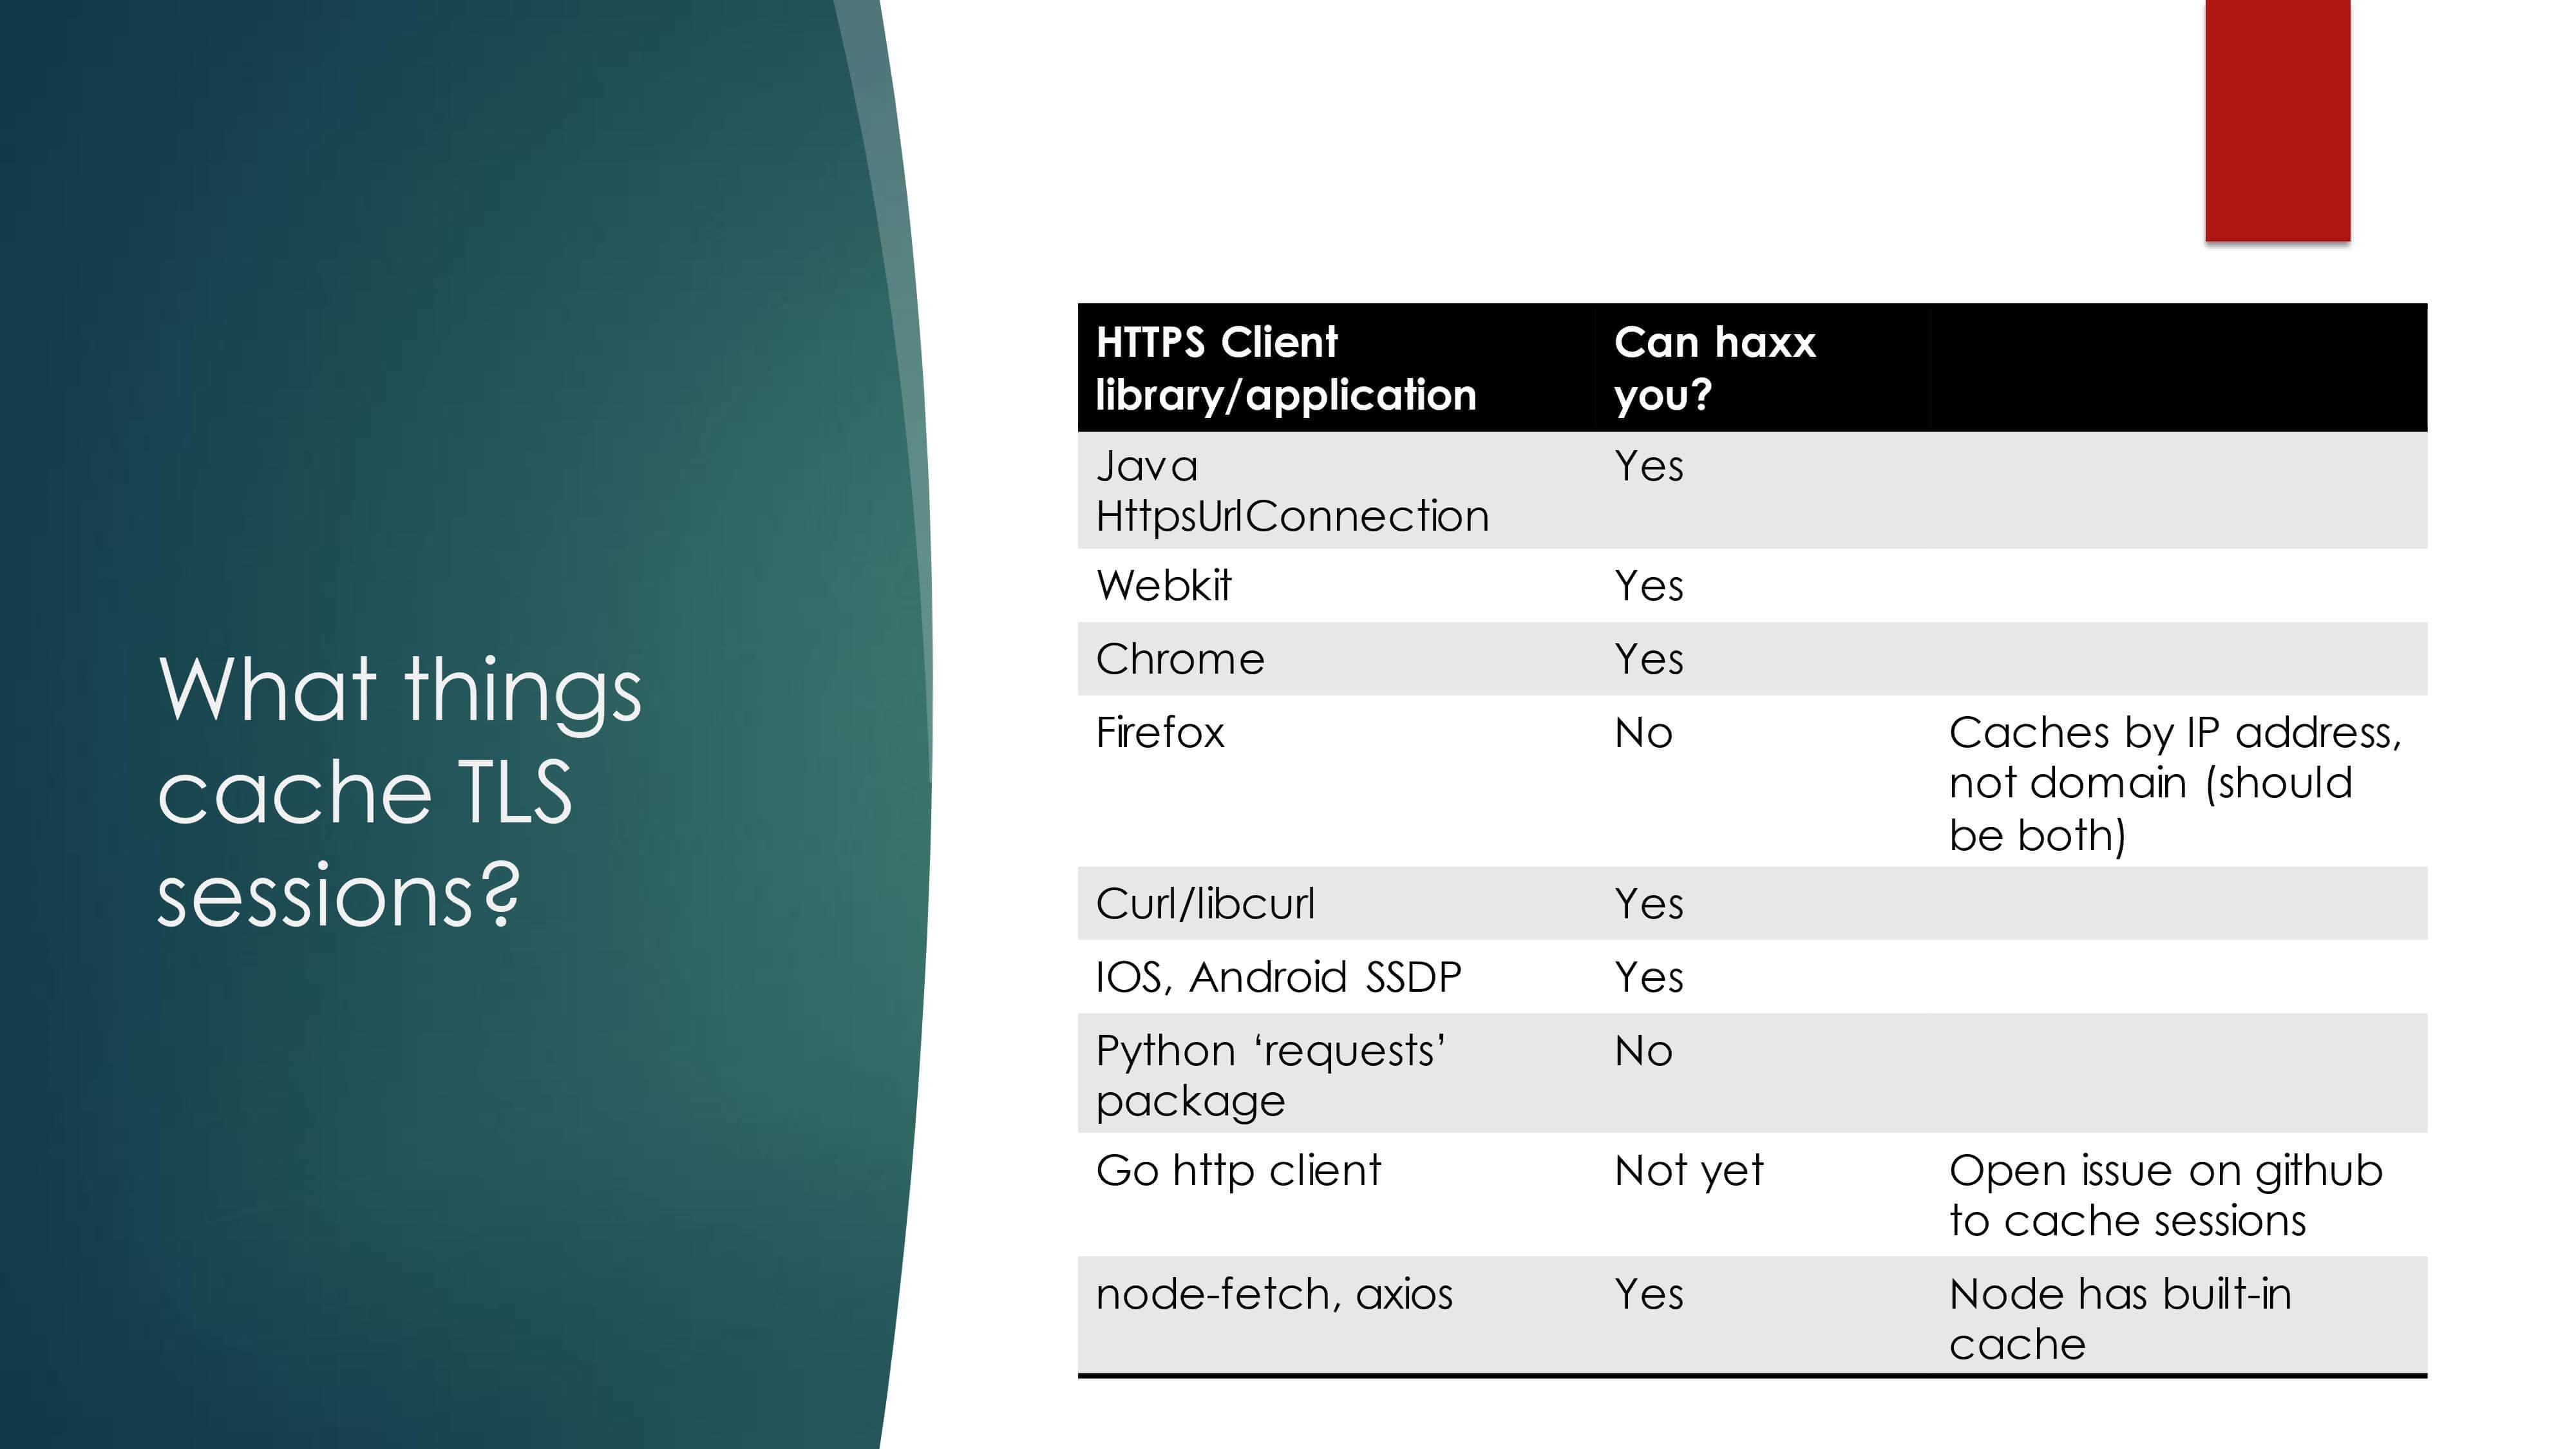 What things
cache TLS
sessions?
HTTPS Client
library/application
Can haxx
you?
Java
HttpsUrlConnection
Yes
Webkit
Yes
Chrome
Yes
Firefox
No
Caches by IP address,
not domain (should
be both)
Curl/libcurl
Yes
IOS, Android SSDP
Yes
Python ‘requests’
package
No
Go http client
Not yet
Open issue on github
to cache sessions
node-fetch, axios
Yes
Node has built-in
cache